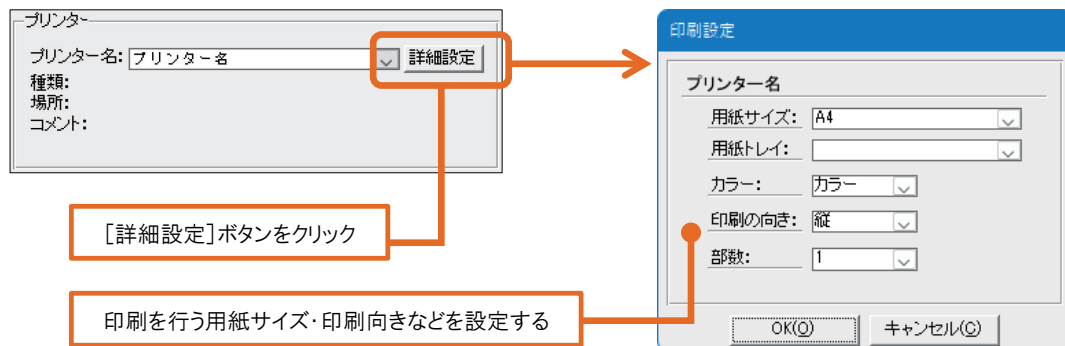 プリンター
プリンター名: プリンター名 詳細設定
種類:
場所:
コメント:
［詳細設定］ボタンをクリック
印刷を行う用紙サイズ・印刷向きなどを設定する
印刷設定
プリンター名
用紙サイズ: A4
用紙トレイ:
カラー: カラー
印刷の向き: 縦
部数: 1
OK(O) キャンセル(C)